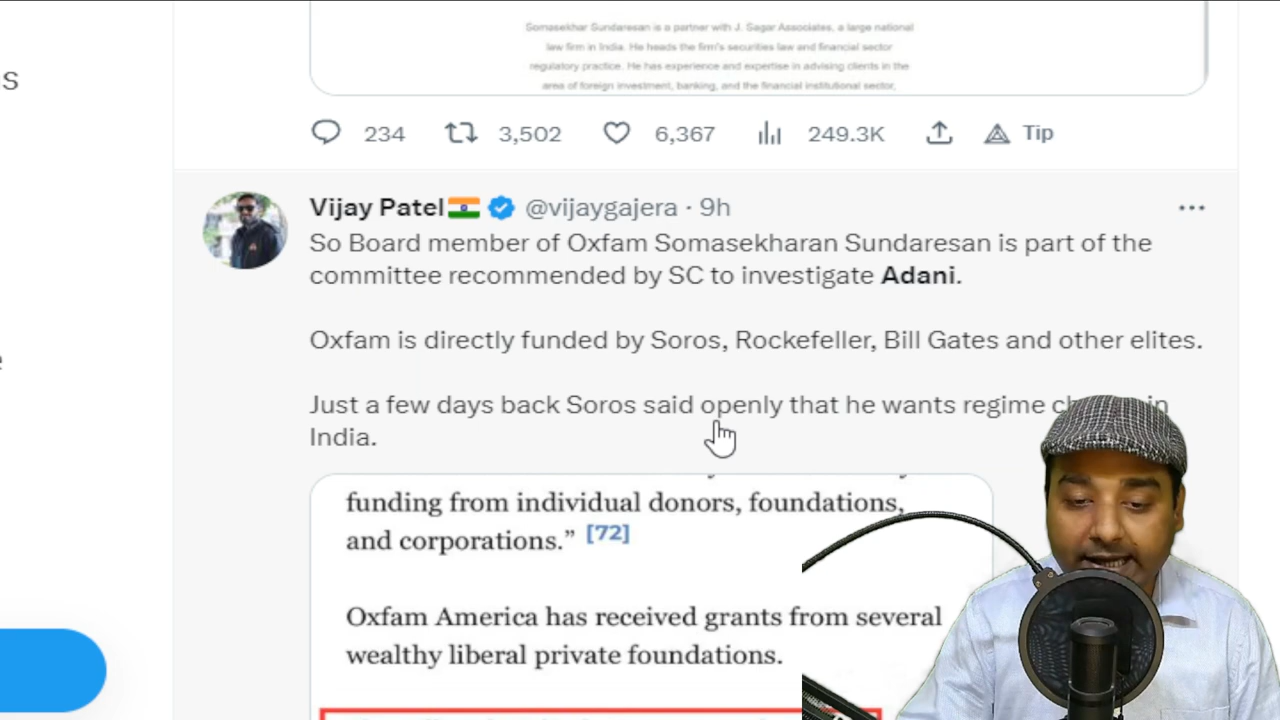 s
Somasekhar Sundaresan is a partner with J. Sagar Associates, a large national
law firm in India. He heads the firm's securities law and financial sector
regulatory practice. He has experience and expertise in advising clients in the
area of foreign investment, banking, and the financial institutional sector,
234 3,502 6,367 249.3K Tip
Vijay Patel @vijaygajera · 9h
So Board member of Oxfam Somasekharan Sundaresan is part of the
committee recommended by SC to investigate Adani.
Oxfam is directly funded by Soros, Rockefeller, Bill Gates and other elites.
Just a few days back Soros said openly that he wants regime in
India.
funding from individual donors, foundations,
and corporations.” [72]
Oxfam America has received grants from several
wealthy liberal private foundations.